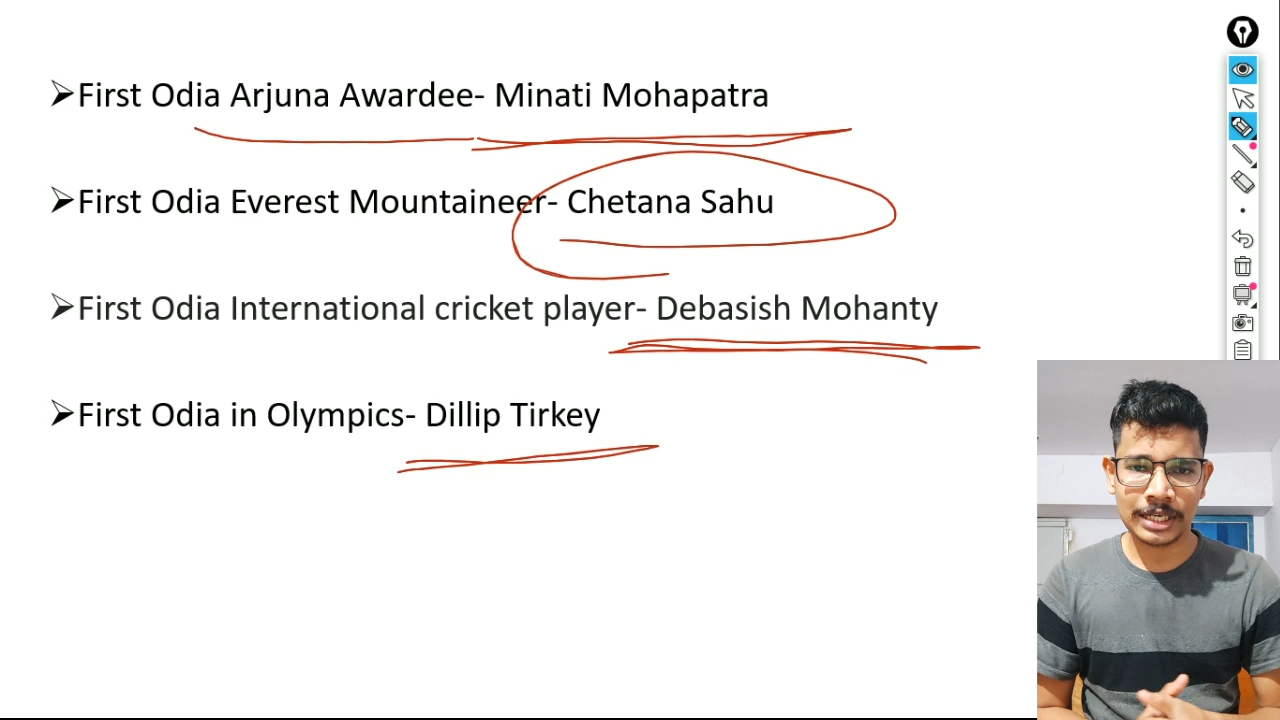 ➢First Odia Arjuna Awardee- Minati Mohapatra
➢First Odia Everest Mountaineer- Chetana Sahu
➢First Odia International cricket player- Debasish Mohanty
➢First Odia in Olympics- Dillip Tirkey